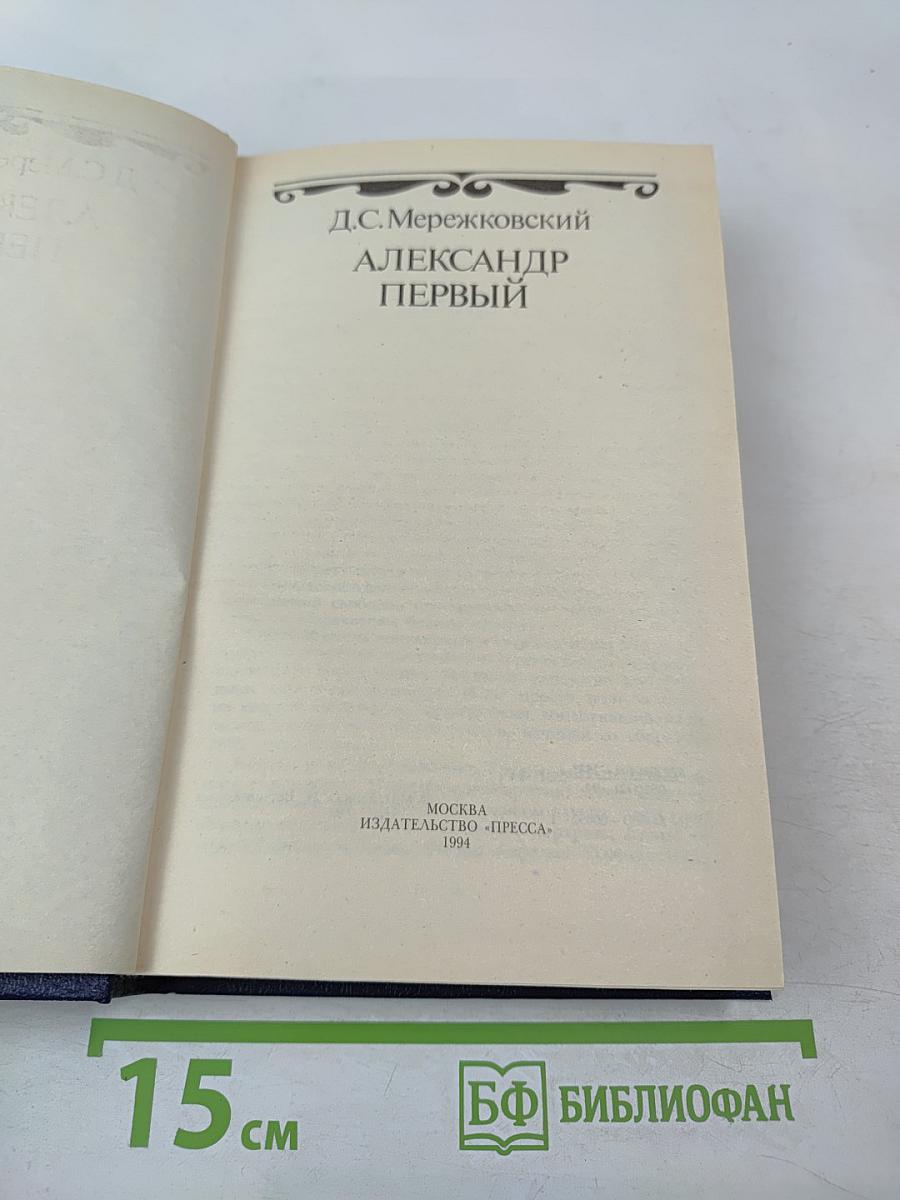 Д.С. Мережковский
АЛЕКСАНДР
ПЕРВЫЙ
МОСКВА
ИЗДАТЕЛЬСТВО «ПРЕССА»
1994
15 см
БФ БИБЛИОФАН